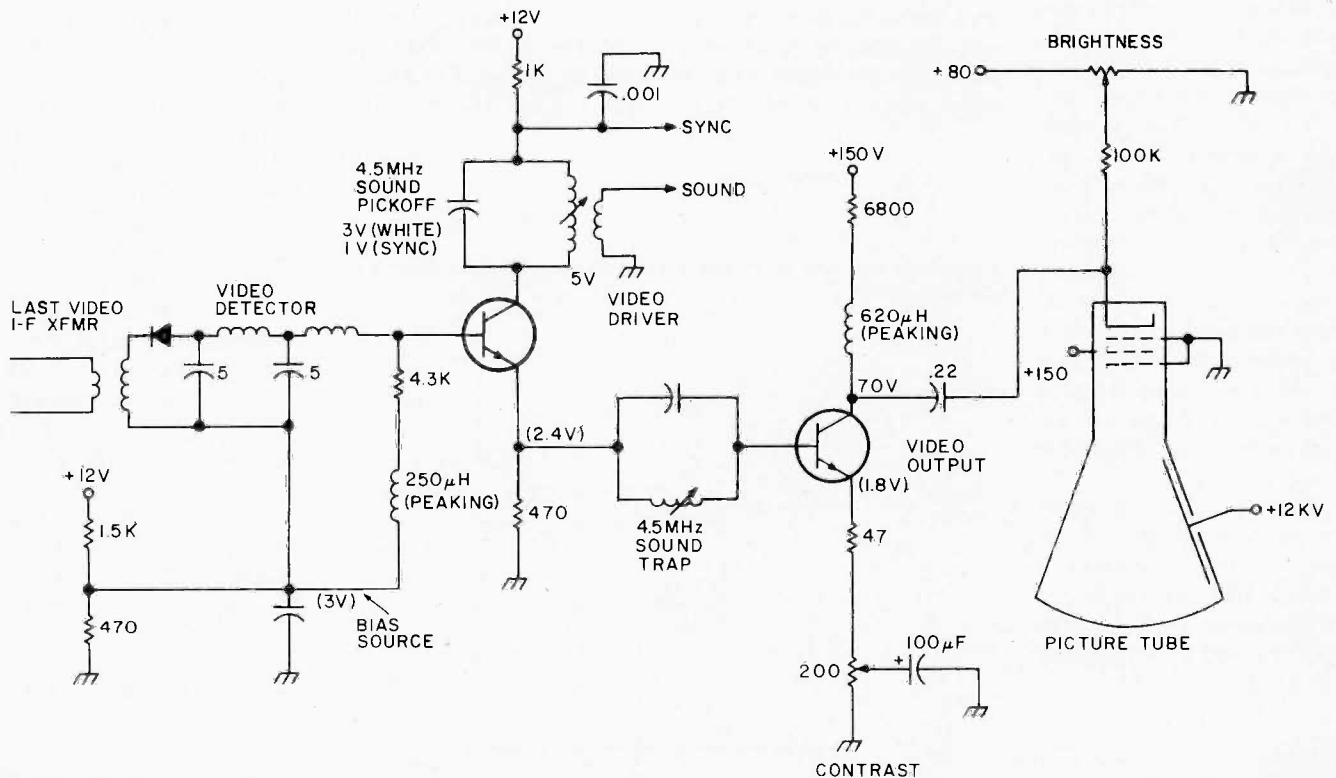 +12V
1K
.001
SYNC
BRIGHTNESS
+80
100K
4.5MHz
SOUND
PICKOFF
3V (WHITE)
1V (SYNC)
SOUND
5V
VIDEO
DRIVER
+150V
6800
620μH
(PEAKING)
70V
.22
+150
LAST VIDEO
I-F XFMR
VIDEO
DETECTOR
5
5
4.3K
250μH
(PEAKING)
(2.4V)
470
4.5MHz
SOUND
TRAP
VIDEO
OUTPUT
(1.8V)
47
+12KV
+12V
1.5K
470
(3V)
BIAS
SOURCE
200
+
100μF
CONTRAST
PICTURE TUBE